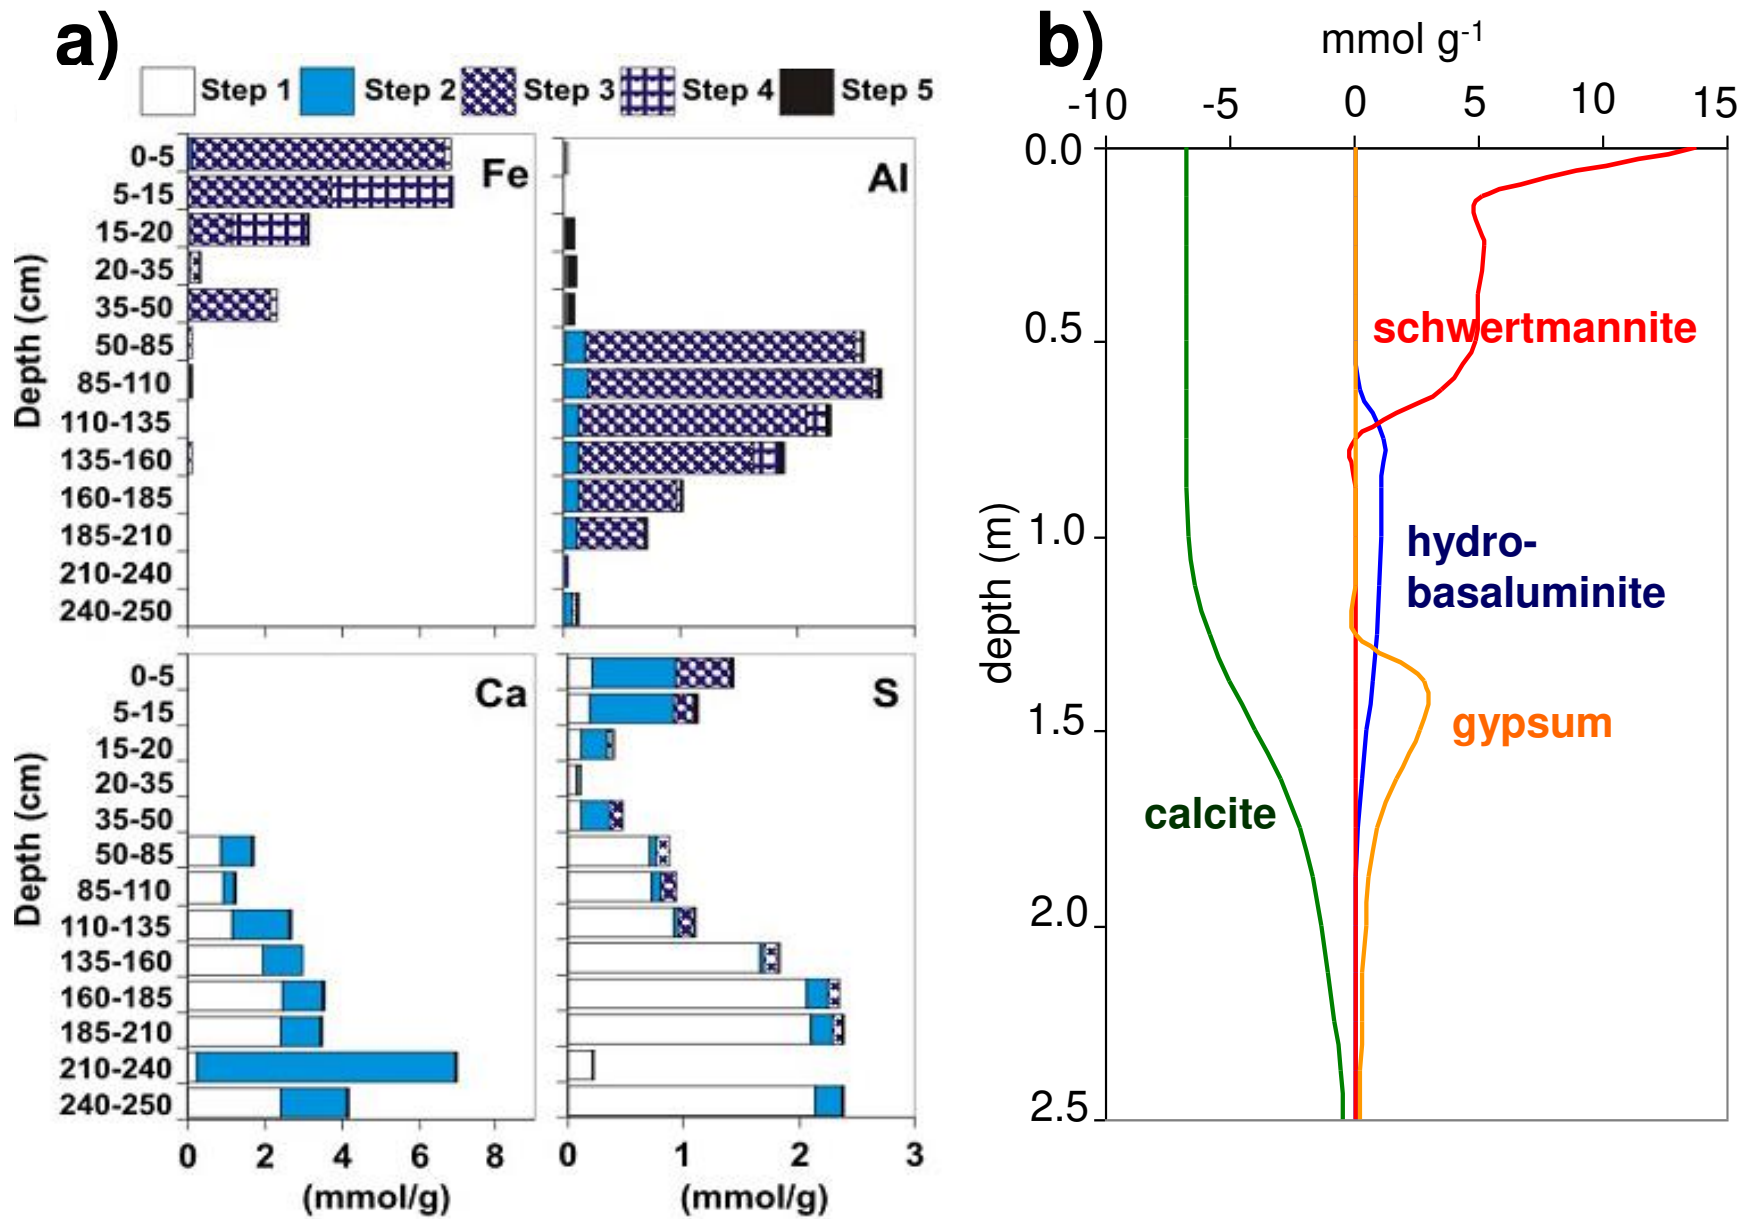 a)
Step 1 Step 2 Step 3 Step 4 Step 5
Depth (cm)
0-5
5-15
15-20
20-35
35-50
50-85
85-110
110-135
135-160
160-185
185-210
210-240
240-250
Fe
Al
Depth (cm)
0-5
5-15
15-20
20-35
35-50
50-85
85-110
110-135
135-160
160-185
185-210
210-240
240-250
Ca
S
0 2 4 6 8
(mmol/g)
0 1 2 3
(mmol/g)
b)
mmol g-1
-10 -5 0 5 10 15
depth (m)
0.0
0.5
1.0
1.5
2.0
2.5
schwertmannite
hydro-
basaluminite
gypsum
calcite